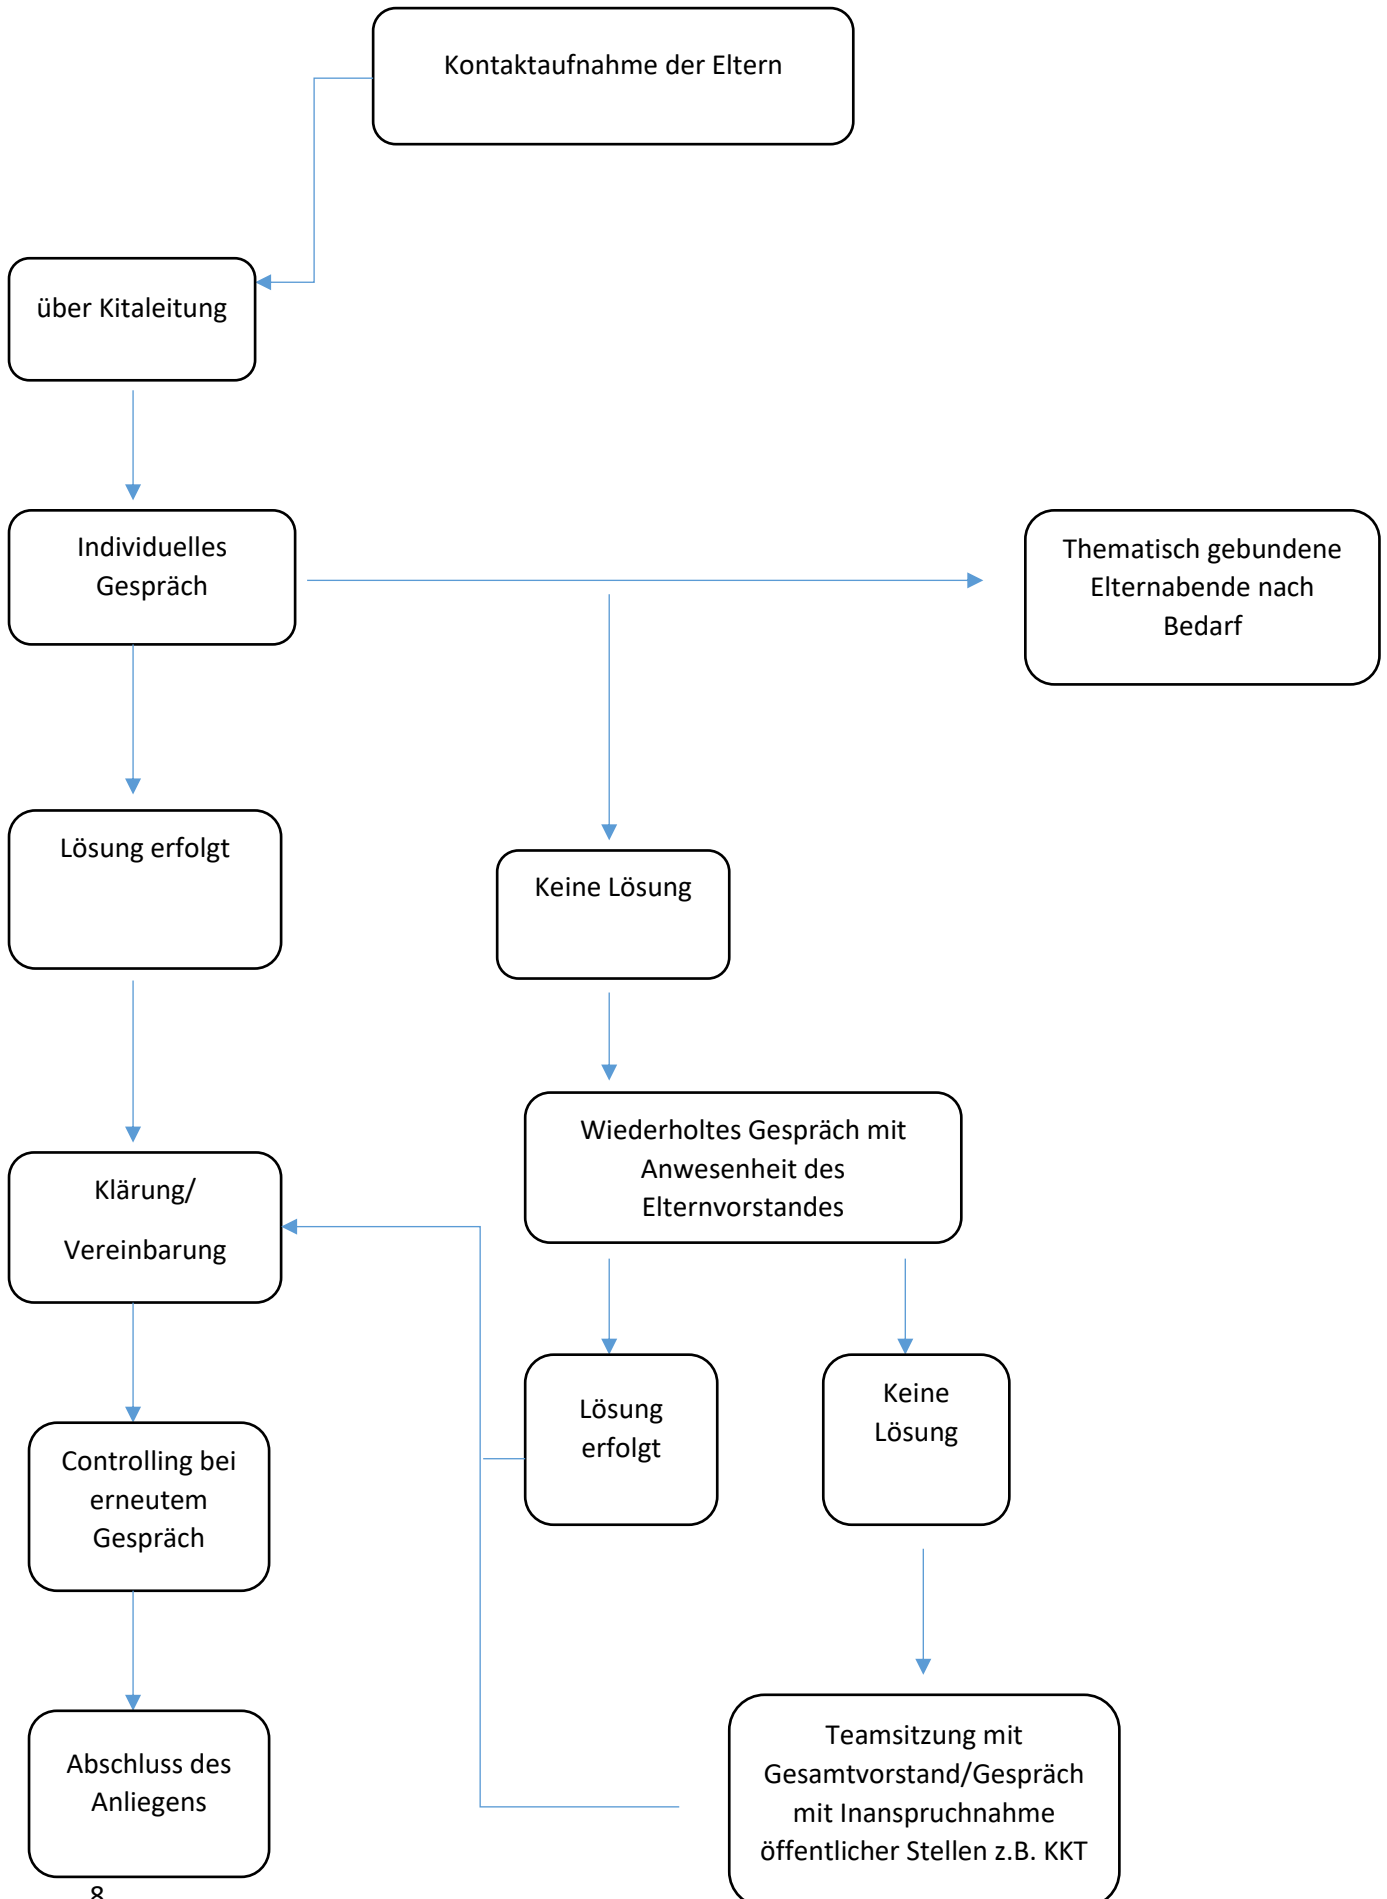 Kontaktaufnahme der Eltern
über Kitaleitung
Individuelles
Gespräch
Thematisch gebundene
Elternabende nach
Bedarf
Lösung erfolgt
Keine Lösung
Wiederholtes Gespräch mit
Anwesenheit des
Elternvorstandes
Klärung/
Vereinbarung
Lösung
erfolgt
Keine
Lösung
Controlling bei
erneutem
Gespräch
Abschluss des
Anliegens
Teamsitzung mit
Gesamtvorstand/Gespräch
mit Inanspruchnahme
öffentlicher Stellen z.B. KKT
8